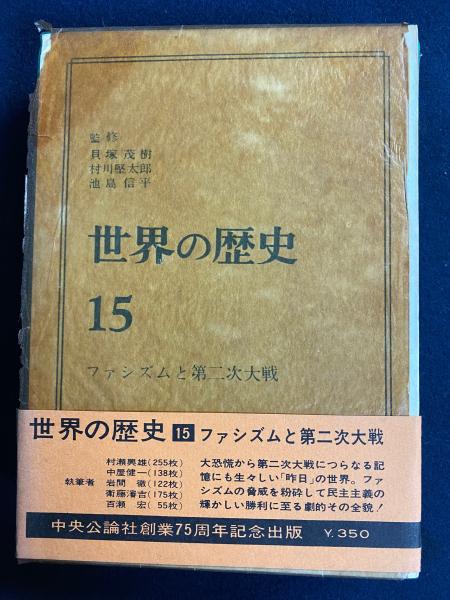 監修
貝塚茂樹
村川堅太郎
池島信平
世界の歴史
15
ファシズムと第二次大戦
世界の歴史 15 ファシズムと第二次大戦
執筆者
村瀬興雄(255枚)
中屋健一(138枚)
岩間徹(122枚)
衛藤瀋吉(175枚)
百瀬宏(55枚)
大恐慌から第二次大戦につらなる記
憶にも生々しい「昨日」の世界。ファ
シズムの脅威を粉砕して民主主義の
輝かしい勝利に至る劇的その全貌!
中央公論社創業75周年記念出版 Y.350